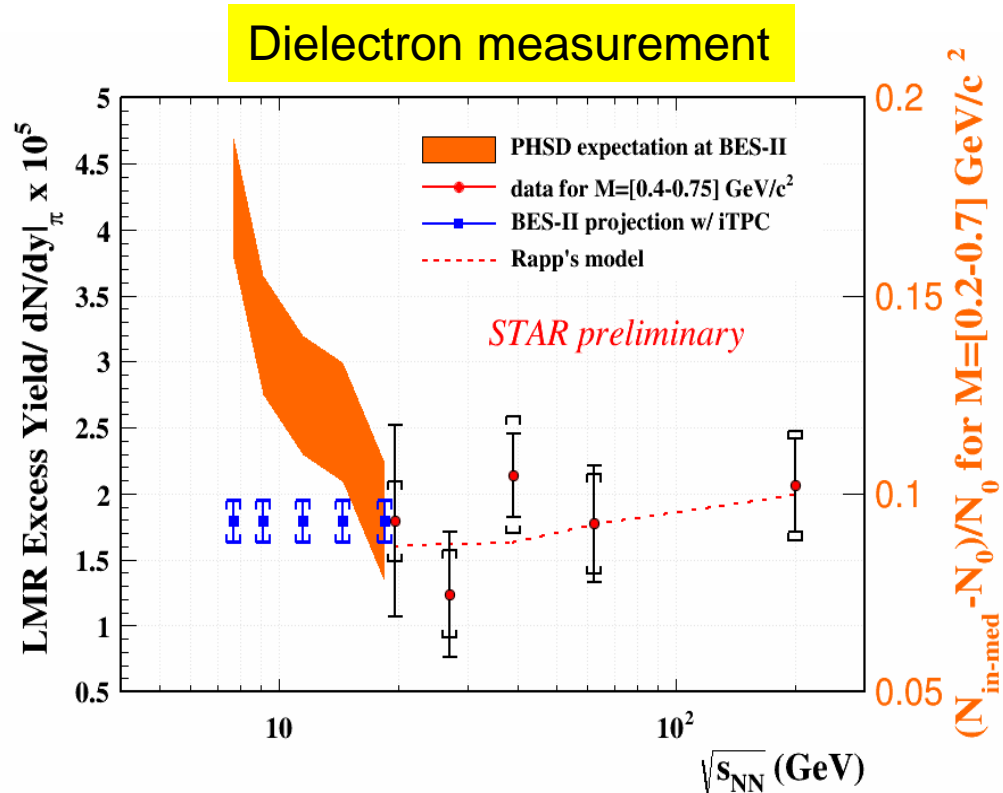 Dielectron measurement
LMR Excess Yield/ dN/dy|π x 10⁵
5
4.5
4
3.5
3
2.5
2
1.5
1
0.5
PHSD expectation at BES-II
data for M=[0.4-0.75] GeV/c²
BES-II projection w/ iTPC
Rapp's model
STAR preliminary
0.2
0.15
0.1
0.05
(N_in-med -N₀)/N₀ for M=[0.2-0.7] GeV/c ²
10
10²
√s_NN (GeV)